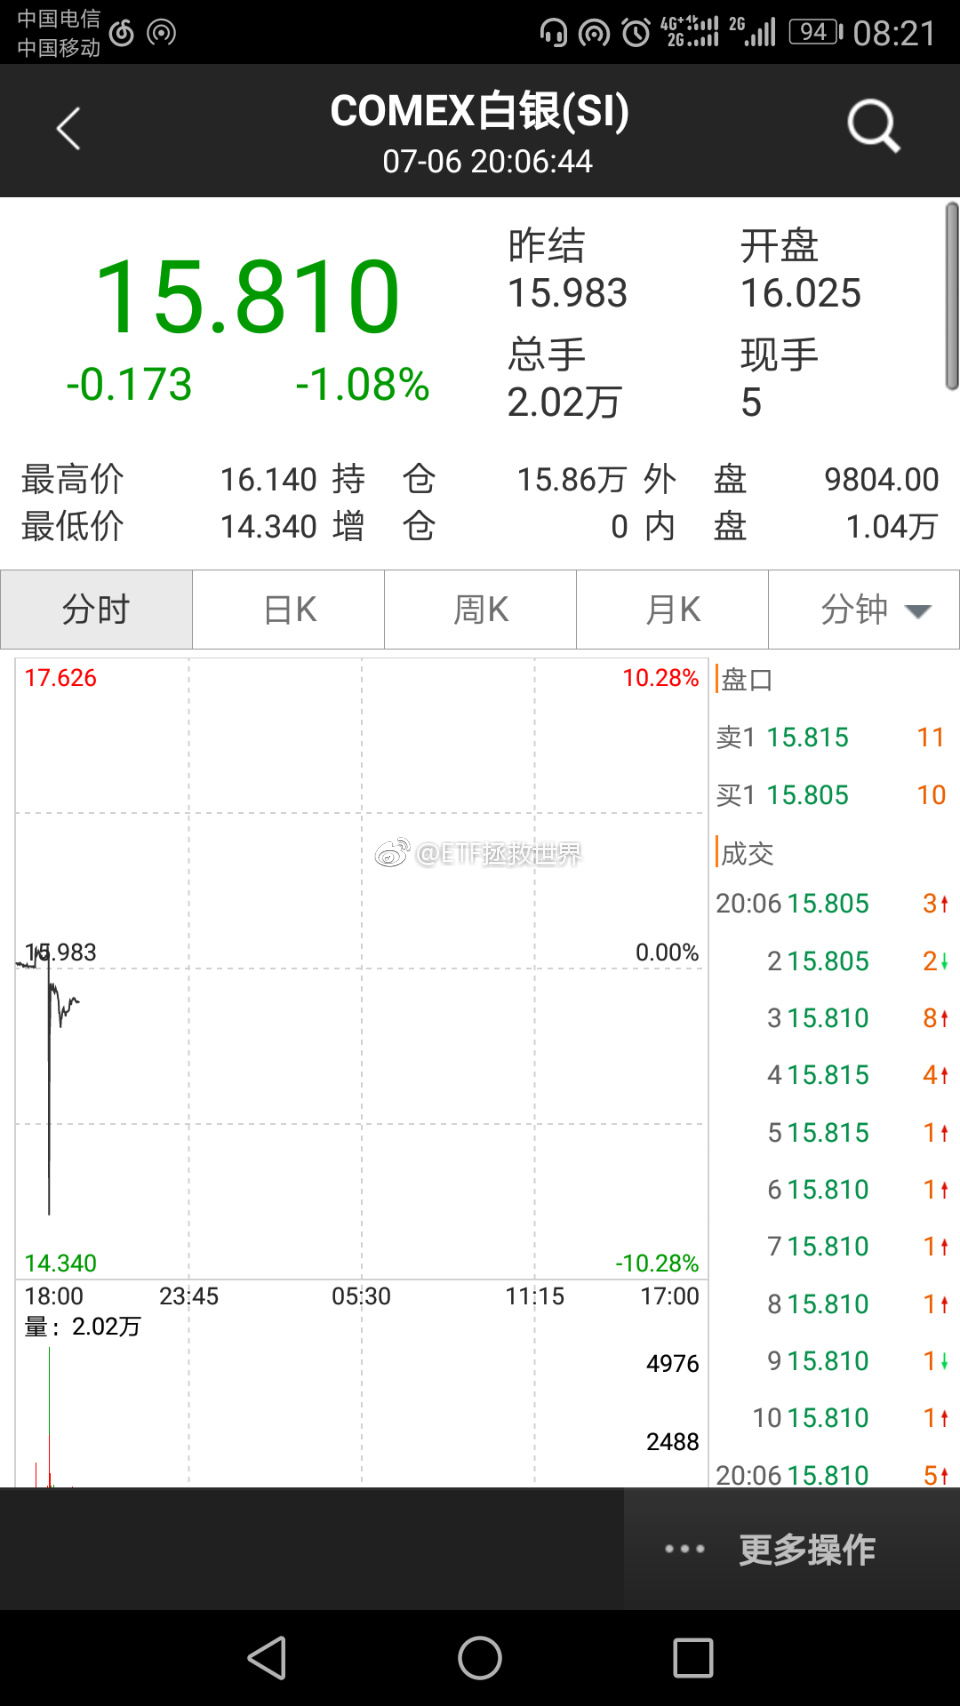 中国电信
中国移动
4G+ 2G 2G 94 08:21
COMEX白银(SI)
07-06 20:06:44
15.810
-0.173 -1.08%
昨结 开盘
15.983 16.025
总手 现手
2.02万 5
最高价 16.140 持仓 15.86万 外盘 9804.00
最低价 14.340 增仓 0 内盘 1.04万
分时 日K 周K 月K 分钟
17.626 10.28%
15.983 0.00%
14.340 -10.28%
18:00 23:45 05:30 11:15 17:00
量: 2.02万
4976
2488
@ETF拯救世界
盘口
卖1 15.815 11
买1 15.805 10
成交
20:06 15.805 3↑
2 15.805 2↓
3 15.810 8↑
4 15.815 4↑
5 15.815 1↑
6 15.810 1↑
7 15.810 1↑
8 15.810 1↑
9 15.810 1↓
10 15.810 1↑
20:06 15.810 5↑
··· 更多操作